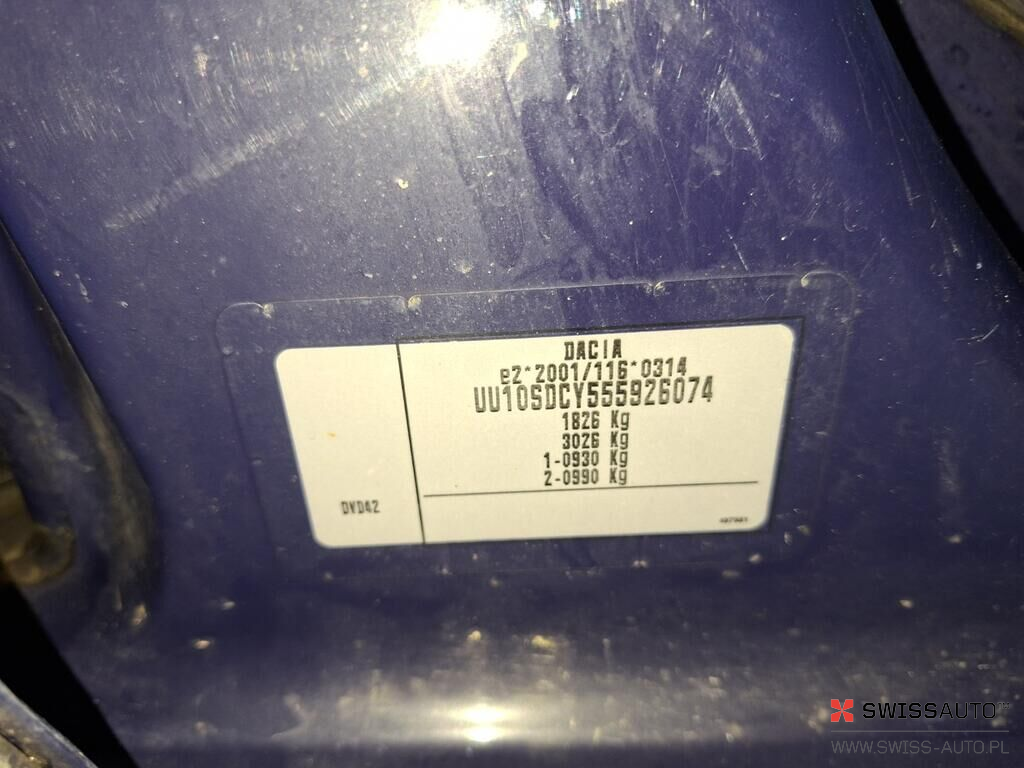 DACIA
e2*2001/116*0314
UU10SDCY555926074
1826 Kg
3026 Kg
1-0930 Kg
2-0990 Kg
DVD42
SWISSAUTO
WWW.SWISS-AUTO.PL